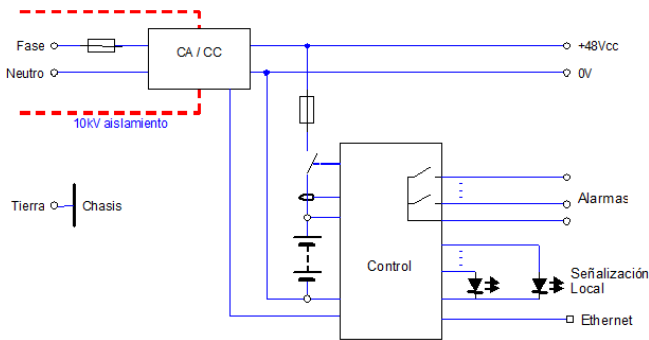 Fase
CA / CC
+48Vcc
Neutro
0V
10kV aislamiento
Tierra
Chasis
Alarmas
Control
Señalización
Local
Ethernet